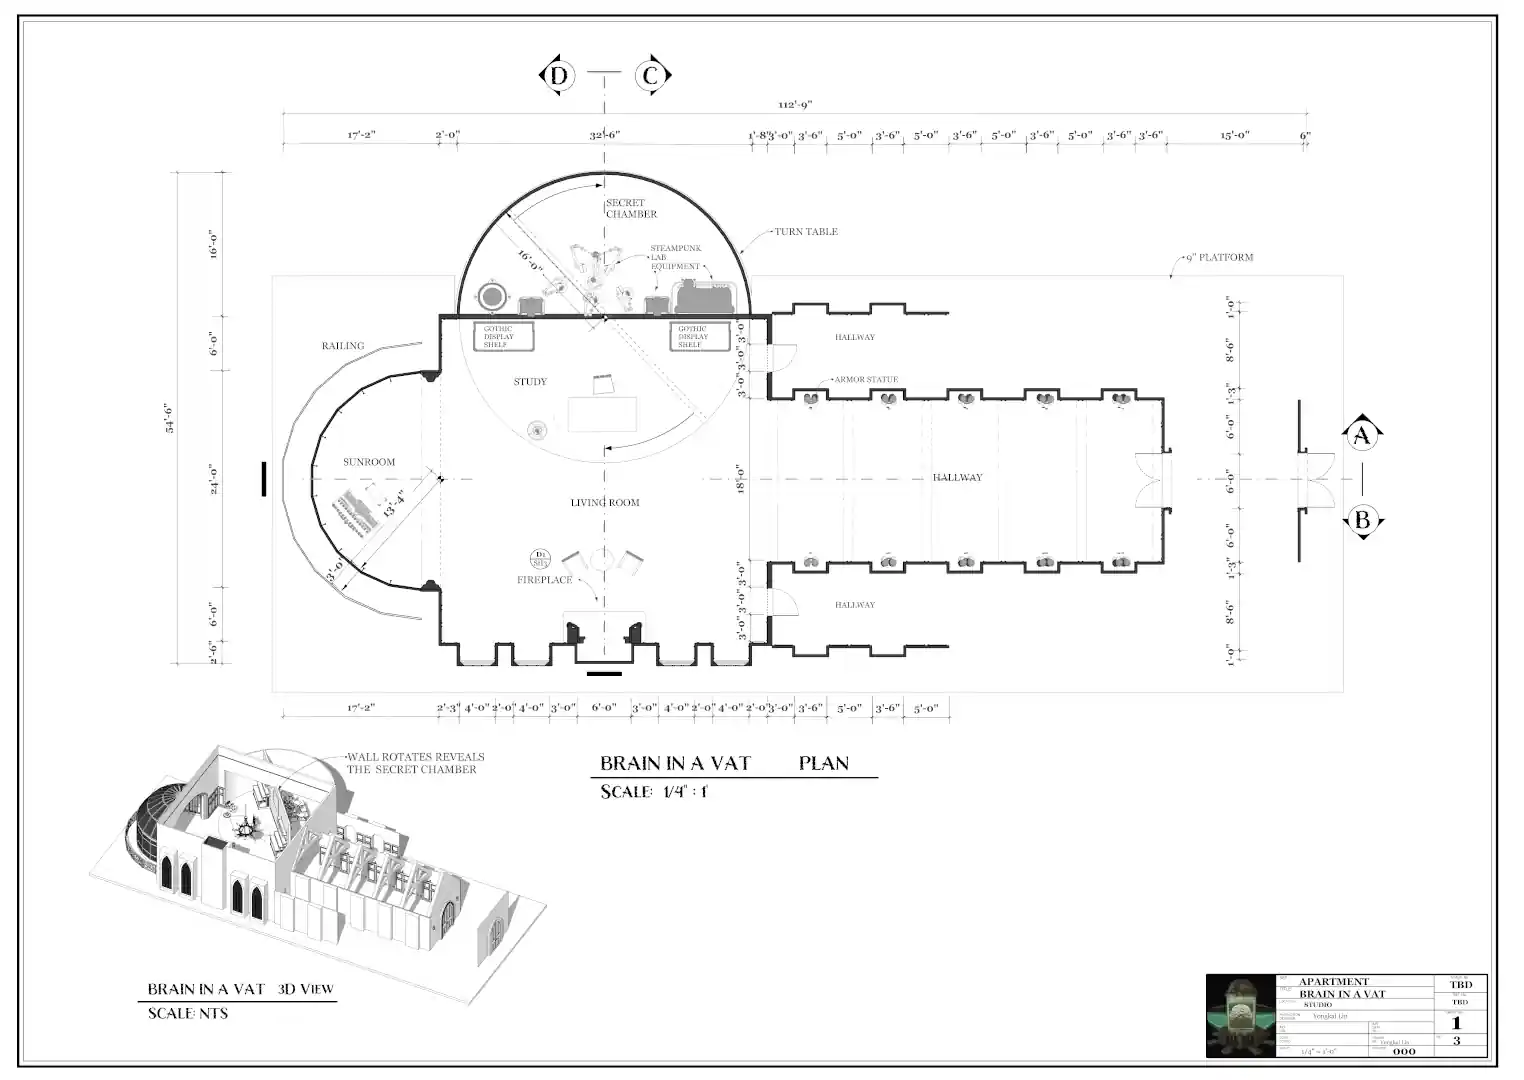 D
C
112'-9"
17'-2"
2'-0"
32'-6"
1'-8"
3'-0"
3'-6"
5'-0"
3'-6"
5'-0"
3'-6"
5'-0"
3'-6"
5'-0"
3'-6"
3'-6"
15'-0"
6"
SECRET
CHAMBER
TURN TABLE
STEAMPUNK
LAB
EQUIPMENT
16'-0"
9" PLATFORM
54'-6"
16'-0"
6'-0"
24'-0"
6'-0"
2'-6"
GOTHIC
DISPLAY
SHELF
GOTHIC
DISPLAY
SHELF
RAILING
STUDY
HALLWAY
ARMOR STATUE
3'-0"
3'-0"
3'-0"
18'-0"
3'-0"
3'-0"
3'-0"
SUNROOM
13'-4"
3'-0"
LIVING ROOM
HALLWAY
D1
SH3
FIREPLACE
HALLWAY
1'-0"
8'-6"
1'-3"
6'-0"
6'-0"
6'-0"
1'-3"
8'-6"
1'-0"
A
B
17'-2"
2'-3"
4'-0"
2'-0"
4'-0"
3'-0"
6'-0"
3'-0"
4'-0"
2'-0"
4'-0"
2'-0"
3'-0"
3'-6"
5'-0"
3'-6"
5'-0"
BRAIN IN A VAT PLAN
SCALE: 1/4" : 1'
WALL ROTATES REVEALS
THE SECRET CHAMBER
BRAIN IN A VAT 3D VIEW
SCALE: NTS
APARTMENT
BRAIN IN A VAT
STUDIO
Yongkai Lin
Yongkai Lin
1/4" = 1'-0"
000
TBD
TBD
1
3